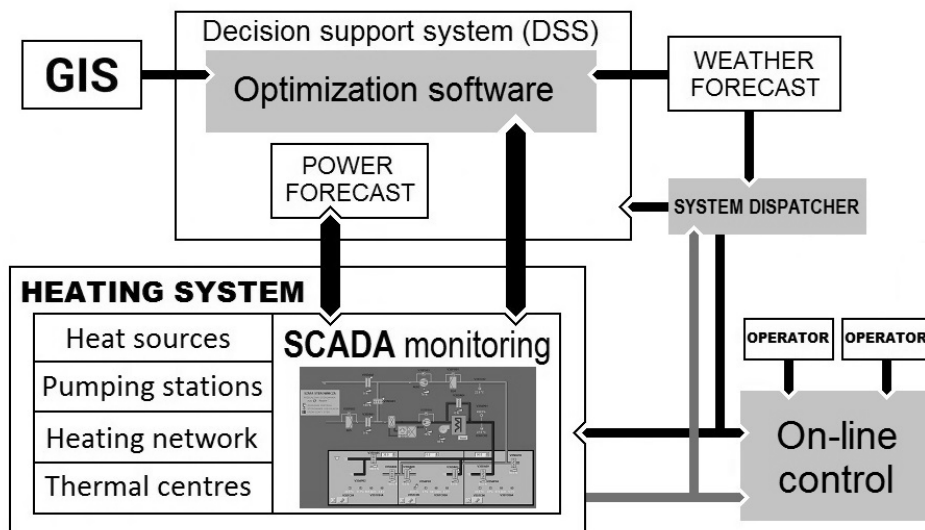 Decision support system (DSS)
GIS
Optimization software
WEATHER
FORECAST
POWER
FORECAST
SYSTEM DISPATCHER
HEATING SYSTEM
Heat sources
Pumping stations
Heating network
Thermal centres
SCADA monitoring
OPERATOR
OPERATOR
On-line
control